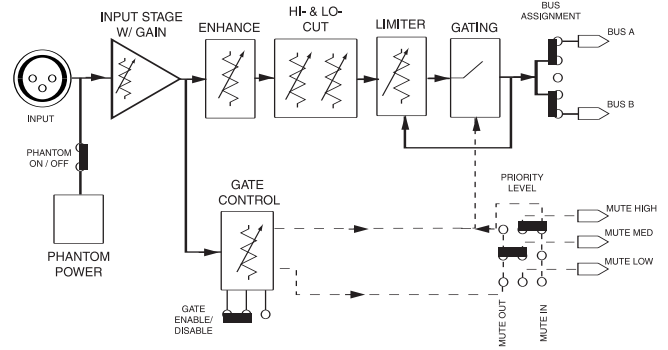 INPUT STAGE
W/ GAIN
ENHANCE
HI- & LO-
CUT
LIMITER
GATING
BUS
ASSIGNMENT
BUS A
BUS B
INPUT
PHANTOM
ON / OFF
PHANTOM
POWER
GATE
CONTROL
GATE
ENABLE/
DISABLE
PRIORITY
LEVEL
MUTE HIGH
MUTE MED
MUTE LOW
MUTE OUT
MUTE IN